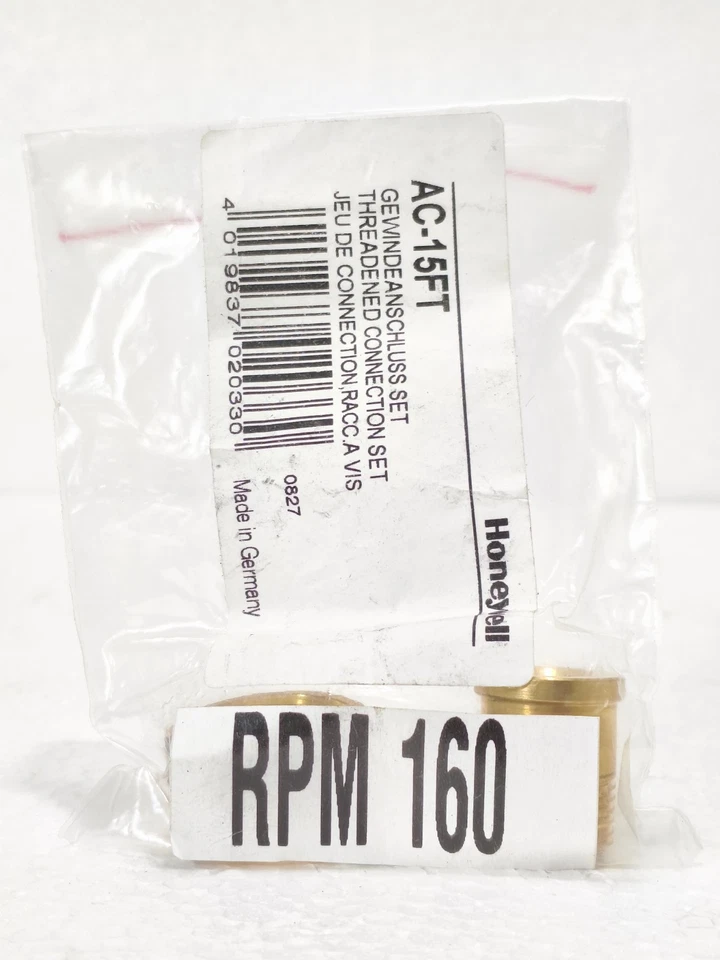 Honeywell
AC-15FT
GEWINDEANSCHLUSS SET
THREADENED CONNECTION SET
JEU DE CONNECTION RACC.A VIS
0827
4 019837 020330
Made in Germany
RPM 160